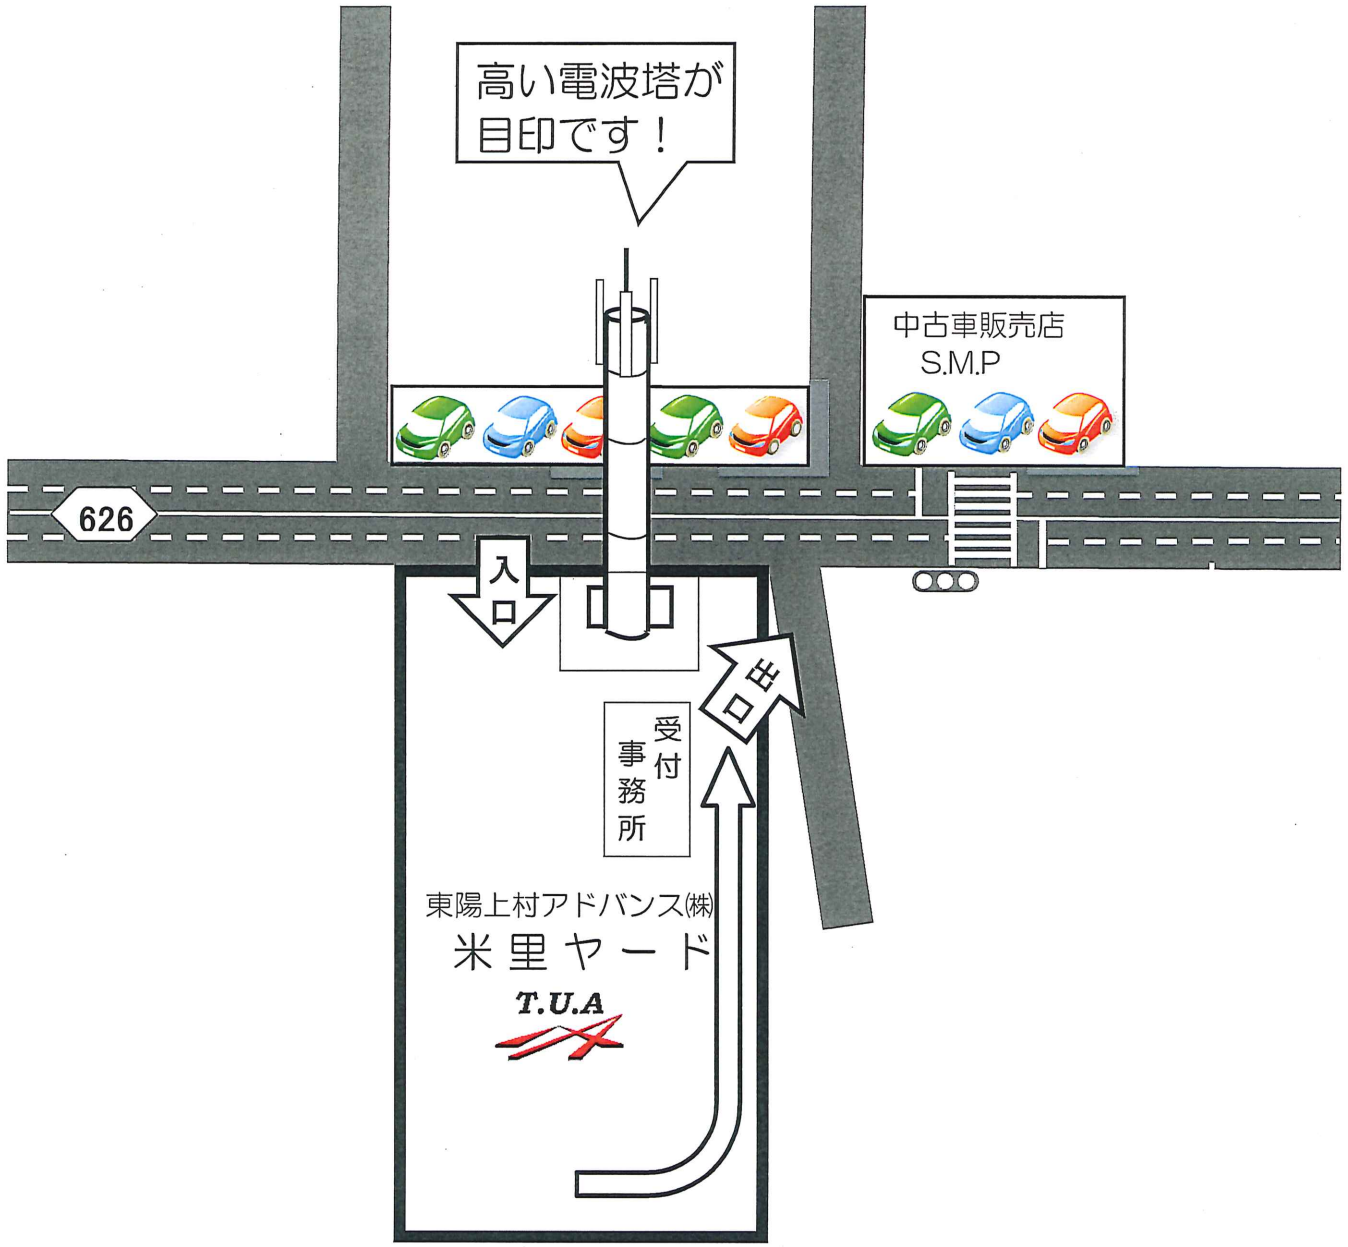 高い電波塔が
目印です！
中古車販売店
S.M.P
626
入口
出口
受付
事務所
東陽上村アドバンス㈱
米里ヤード
T.U.A